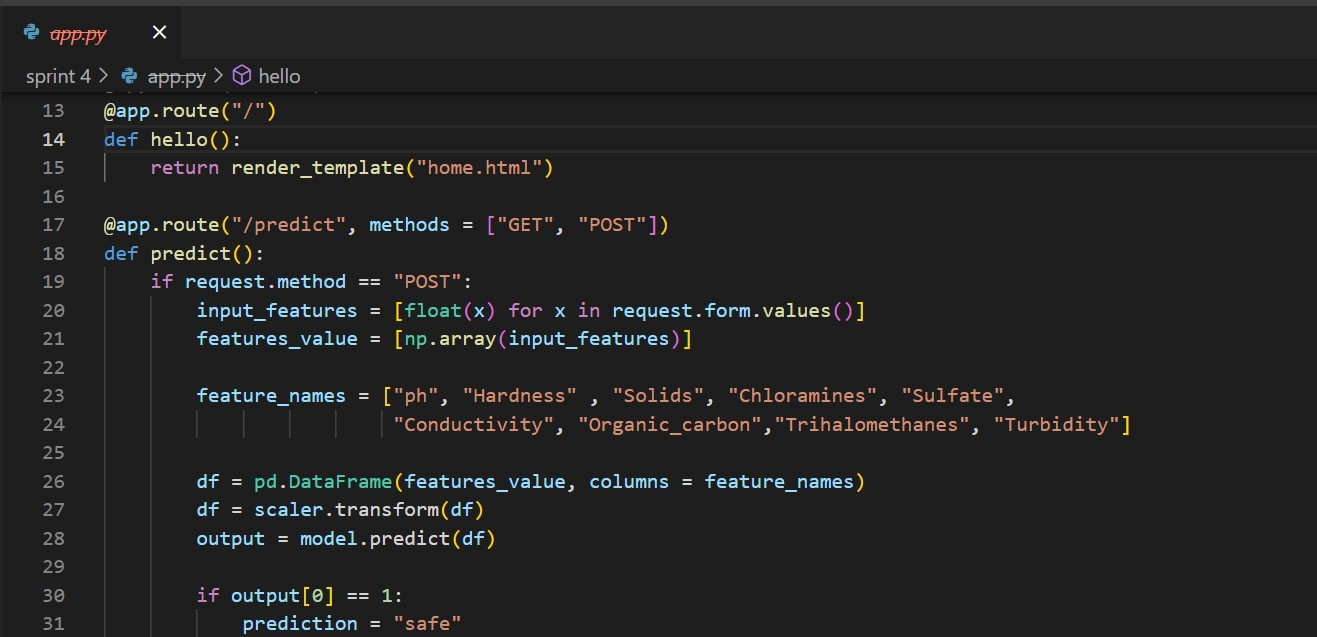 app.py
sprint 4 > app.py > hello
13 @app.route("/")
14 def hello():
15     return render_template("home.html")
16
17 @app.route("/predict", methods = ["GET", "POST"])
18 def predict():
19     if request.method == "POST":
20         input_features = [float(x) for x in request.form.values()]
21         features_value = [np.array(input_features)]
22
23         feature_names = ["ph", "Hardness" , "Solids", "Chloramines", "Sulfate",
24                          "Conductivity", "Organic_carbon","Trihalomethanes", "Turbidity"]
25
26         df = pd.DataFrame(features_value, columns = feature_names)
27         df = scaler.transform(df)
28         output = model.predict(df)
29
30         if output[0] == 1:
31             prediction = "safe"